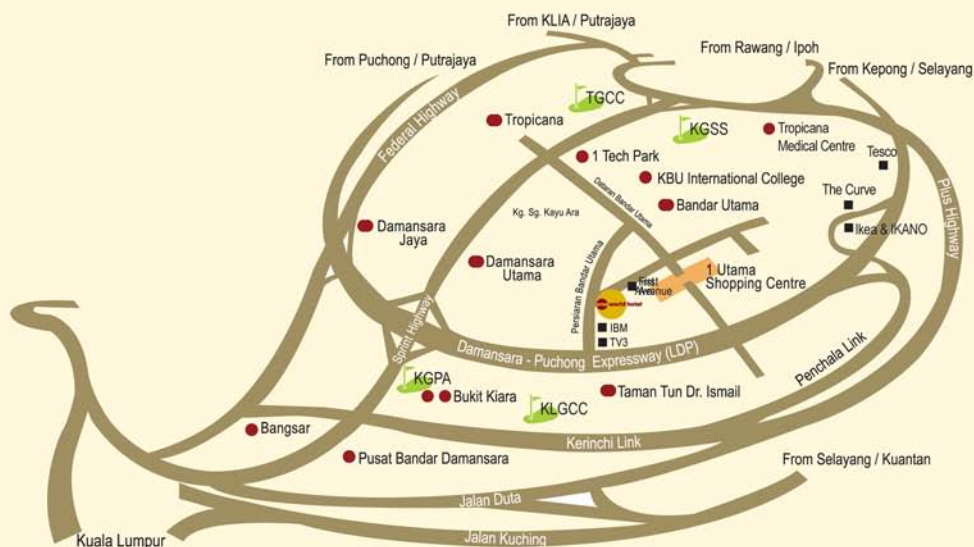 From KLIA / Putrajaya
From Puchong / Putrajaya
From Rawang / Ipoh
From Kepong / Selayang
Federal Highway
TGCC
Tropicana
KGSS
Tropicana
Medical Centre
Tesco
1 Tech Park
KBU International College
Dataran Bandar Utama
The Curve
Plus Highway
Bandar Utama
Kg. Sg. Kayu Ara
Damansara
Jaya
Ikea & IKANO
Damansara
Utama
Persiaran Bandar Utama
1 Utama
Shopping Centre
First
Avenue
world hotel
IBM
TV3
Sprint Highway
Damansara - Puchong Expressway (LDP)
Penchala Link
KGPA
Bukit Kiara
KLGCC
Taman Tun Dr. Ismail
Bangsar
Kerinchi Link
Pusat Bandar Damansara
From Selayang / Kuantan
Jalan Duta
Jalan Kuching
Kuala Lumpur